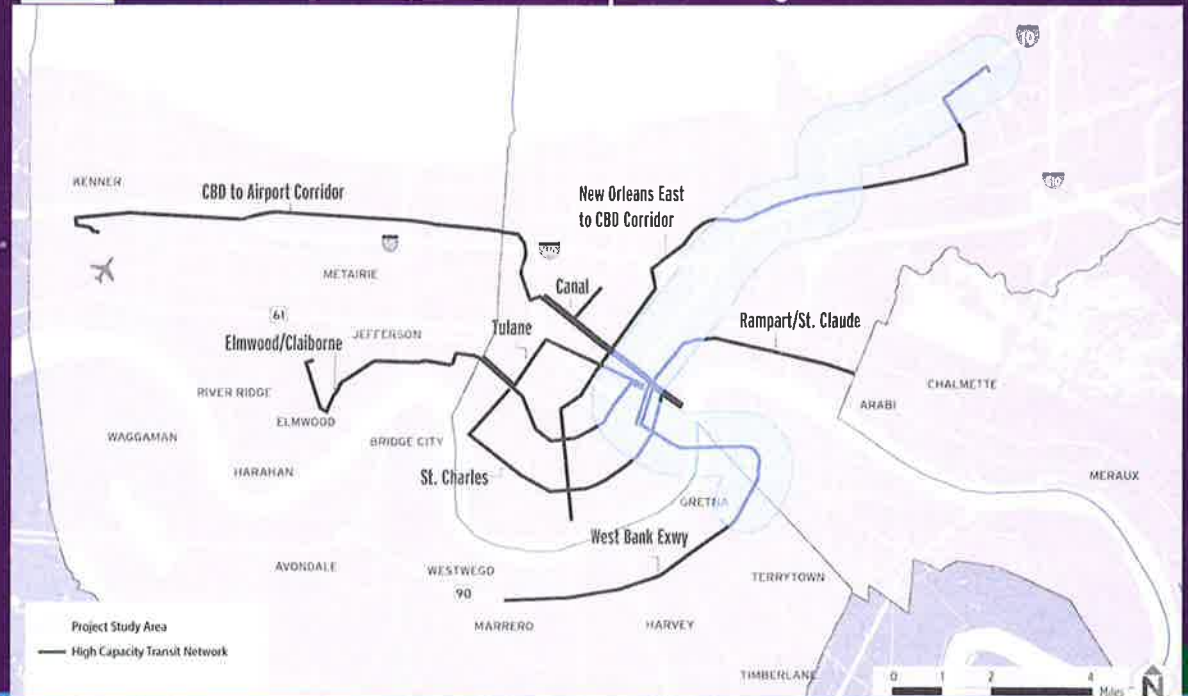 10
KENNER
CBD to Airport Corridor
New Orleans East
to CBD Corridor
10
METAIRIE
Canal
61
Tulane
Elmwood/Claiborne
JEFFERSON
Rampart/St. Claude
RIVER RIDGE
ELMWOOD
CHALMETTE
ARABI
WAGGAMAN
BRIDGE CITY
HARAHAN
St. Charles
MERAUX
GRETNA
West Bank Exwy
AVONDALE
WESTWEGO
TERRYTOWN
90
MARRERO
HARVEY
Project Study Area
High Capacity Transit Network
TIMBERLANE
0 1 2 4
Miles
N